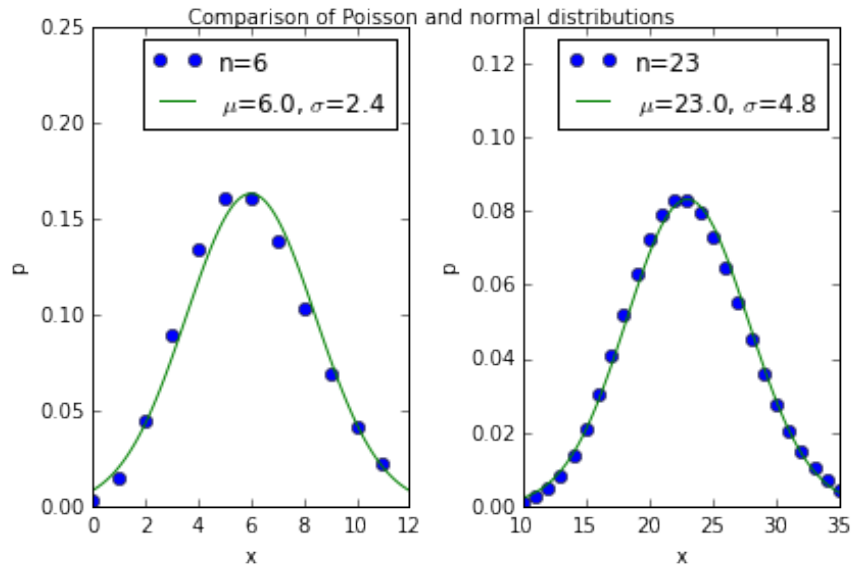 Comparison of Poisson and normal distributions
0.25
0.20
0.15
0.10
0.05
0.00
p
n=6
μ=6.0, σ=2.4
0 2 4 6 8 10 12
x
0.12
0.10
0.08
0.06
0.04
0.02
0.00
p
n=23
μ=23.0, σ=4.8
10 15 20 25 30 35
x